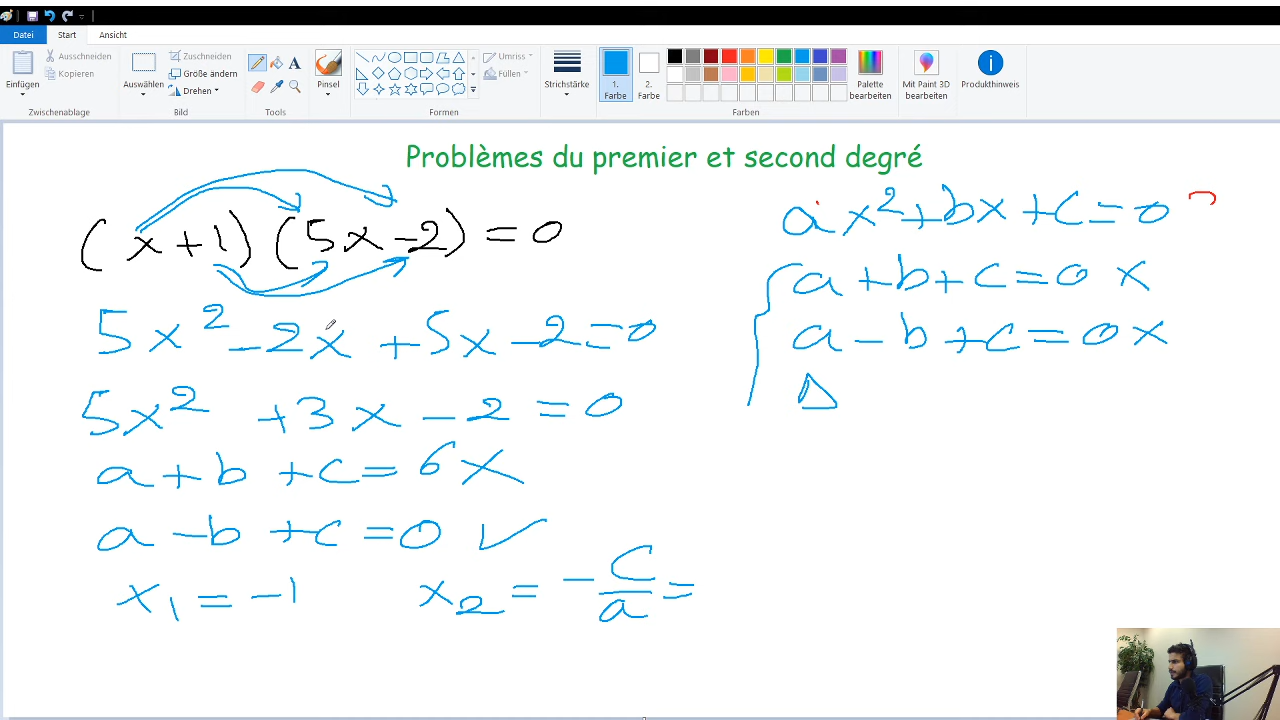 Datei Start Ansicht
Einfügen
Ausschneiden
Zwischenablage
Auswählen
Zuschneiden
Größe ändern
Drehen
Bild
Tools
Pinsel
Umriss
Füllen
Formen
Strichstärke
1. Farbe
2. Farbe
Palette bearbeiten
Farben
Mit Paint 3D bearbeiten
Produkthinweis
Problèmes du premier et second degré
(x+1)(5x-2)=0
5x²-2x+5x-2=0
5x² +3x-2=0
a+b+c=6 x
a-b+c=0 ✓
x₁=-1 x₂=-c/a=
ax²+bx+c=0
a+b+c=0 x
a-b+c=0 x
Δ